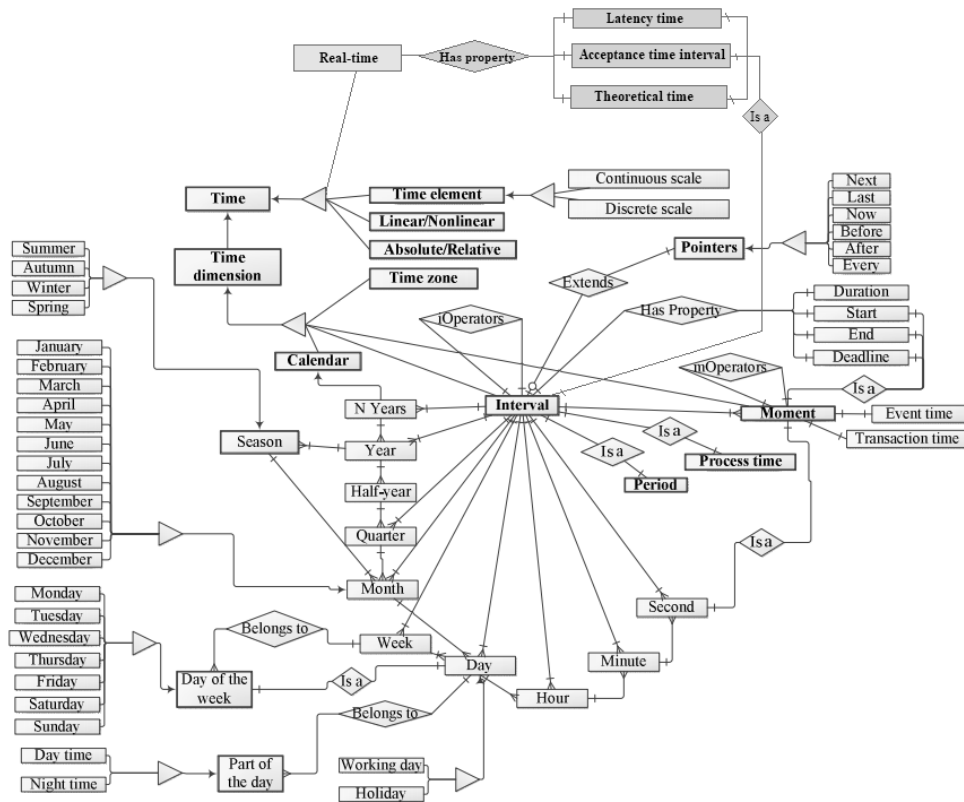 Latency time
Real-time
Has property
Acceptance time interval
Theoretical time
Is a
Time
Time element
Continuous scale
Discrete scale
Linear/Nonlinear
Absolute/Relative
Time
dimension
Time zone
Pointers
Next
Last
Now
Before
After
Every
Summer
Autumn
Winter
Spring
Extends
iOperators
Has Property
Duration
Start
End
Deadline
Calendar
mOperators
Is a
January
February
March
April
May
June
July
August
September
October
November
December
N Years
Interval
Moment
Event time
Transaction time
Season
Year
Is a
Process time
Is a
Period
Half-year
Quarter
Is a
Month
Second
Monday
Tuesday
Wednesday
Thursday
Friday
Saturday
Sunday
Belongs to
Week
Day
Minute
Hour
Day of the
week
Is a
Belongs to
Day time
Night time
Part of
the day
Working day
Holiday